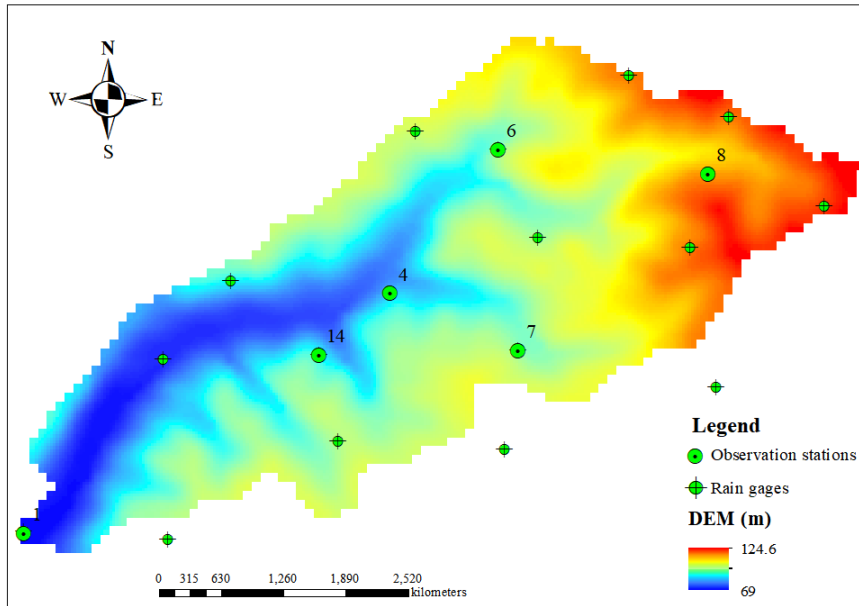 N
W E
S
6
8
4
14
7
1
Legend
Observation stations
Rain gages
DEM (m)
124.6
69
0 315 630 1,260 1,890 2,520
kilometers